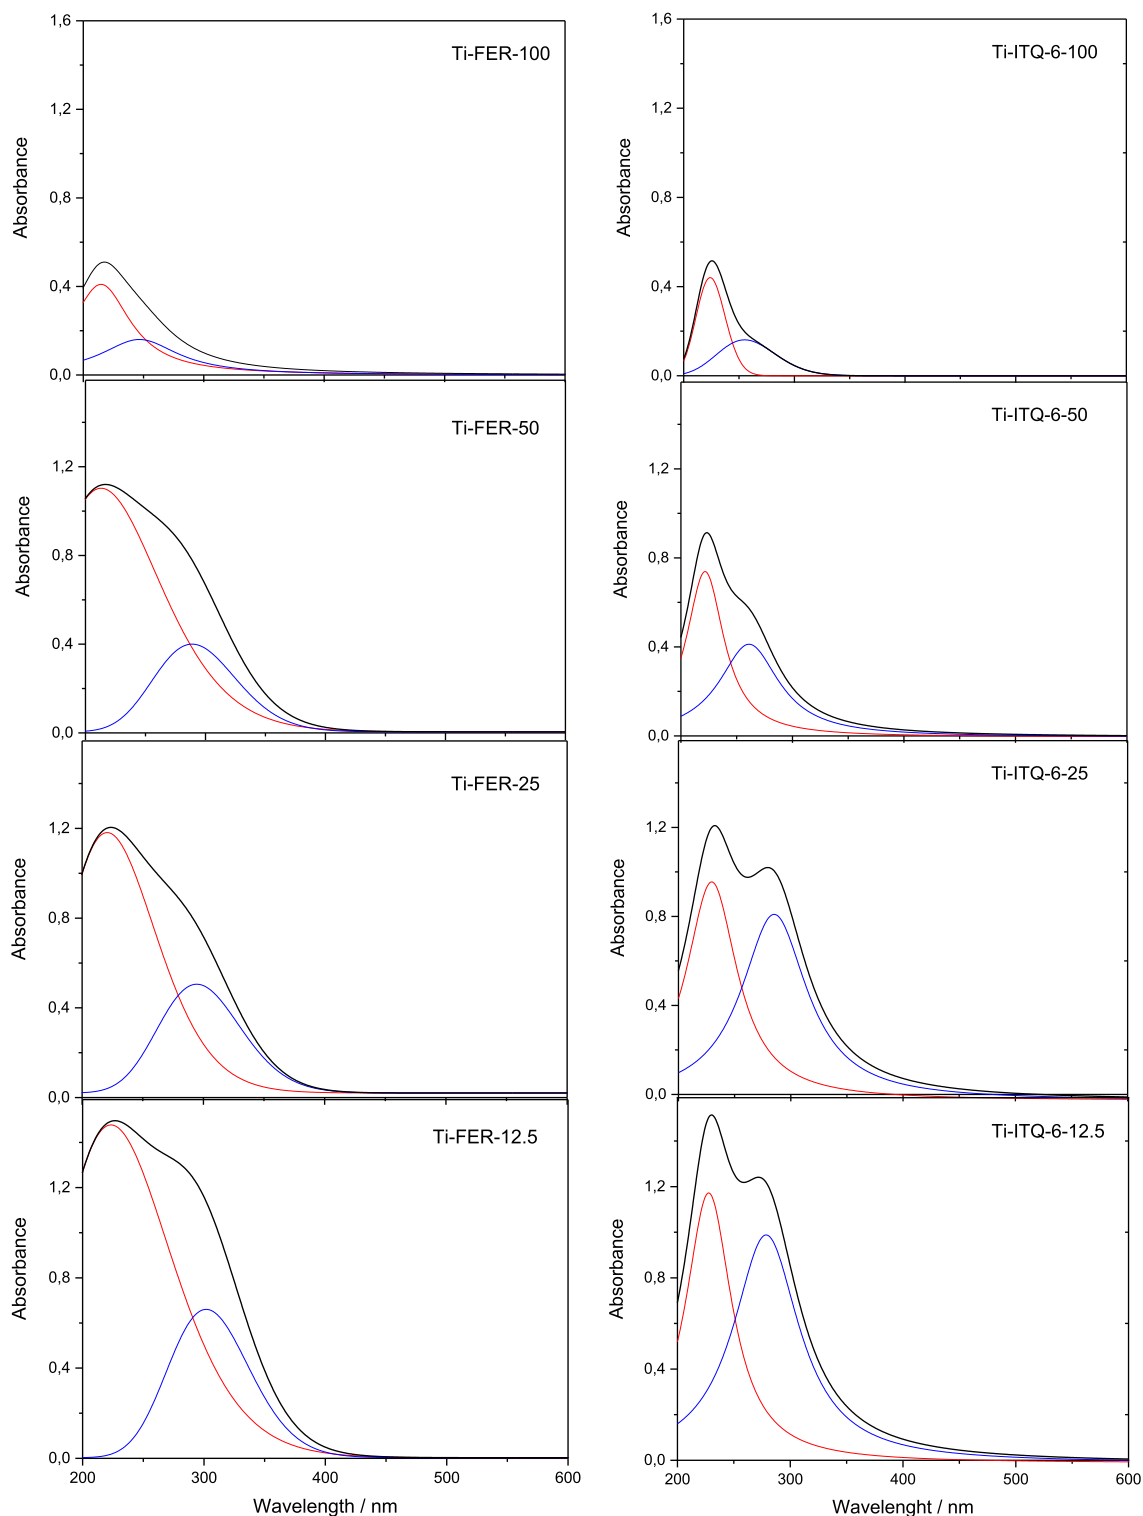 Ti-FER-100
Absorbance
1,6
1,2
0,8
0,4
0,0
Ti-ITQ-6-100
Absorbance
1,6
1,2
0,8
0,4
0,0
Ti-FER-50
Absorbance
1,2
0,8
0,4
0,0
Ti-ITQ-6-50
Absorbance
1,2
0,8
0,4
0,0
Ti-FER-25
Absorbance
1,2
0,8
0,4
0,0
Ti-ITQ-6-25
Absorbance
1,2
0,8
0,4
0,0
Ti-FER-12.5
Absorbance
1,2
0,8
0,4
0,0
200 300 400 500 600
Wavelength / nm
Ti-ITQ-6-12.5
Absorbance
1,2
0,8
0,4
0,0
200 300 400 500 600
Wavelenght / nm